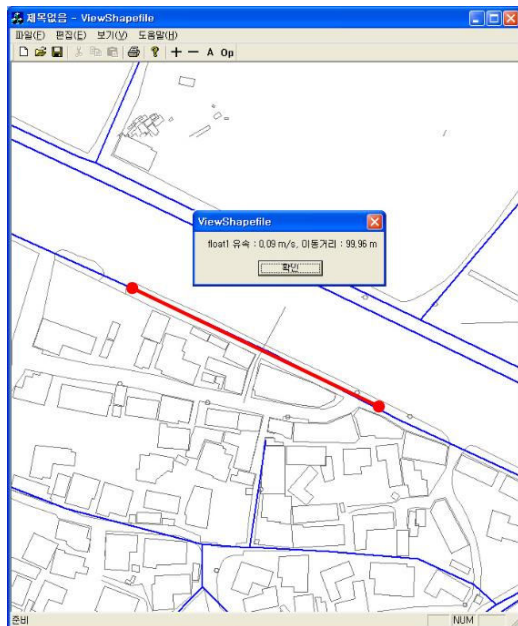 제목없음 - ViewShapefile
파일(F) 편집(E) 보기(V) 도움말(H)
+ - A Op
ViewShapefile
float1 유속 : 0.09 m/s, 이동거리 : 99.96 m
확인
준비
NUM